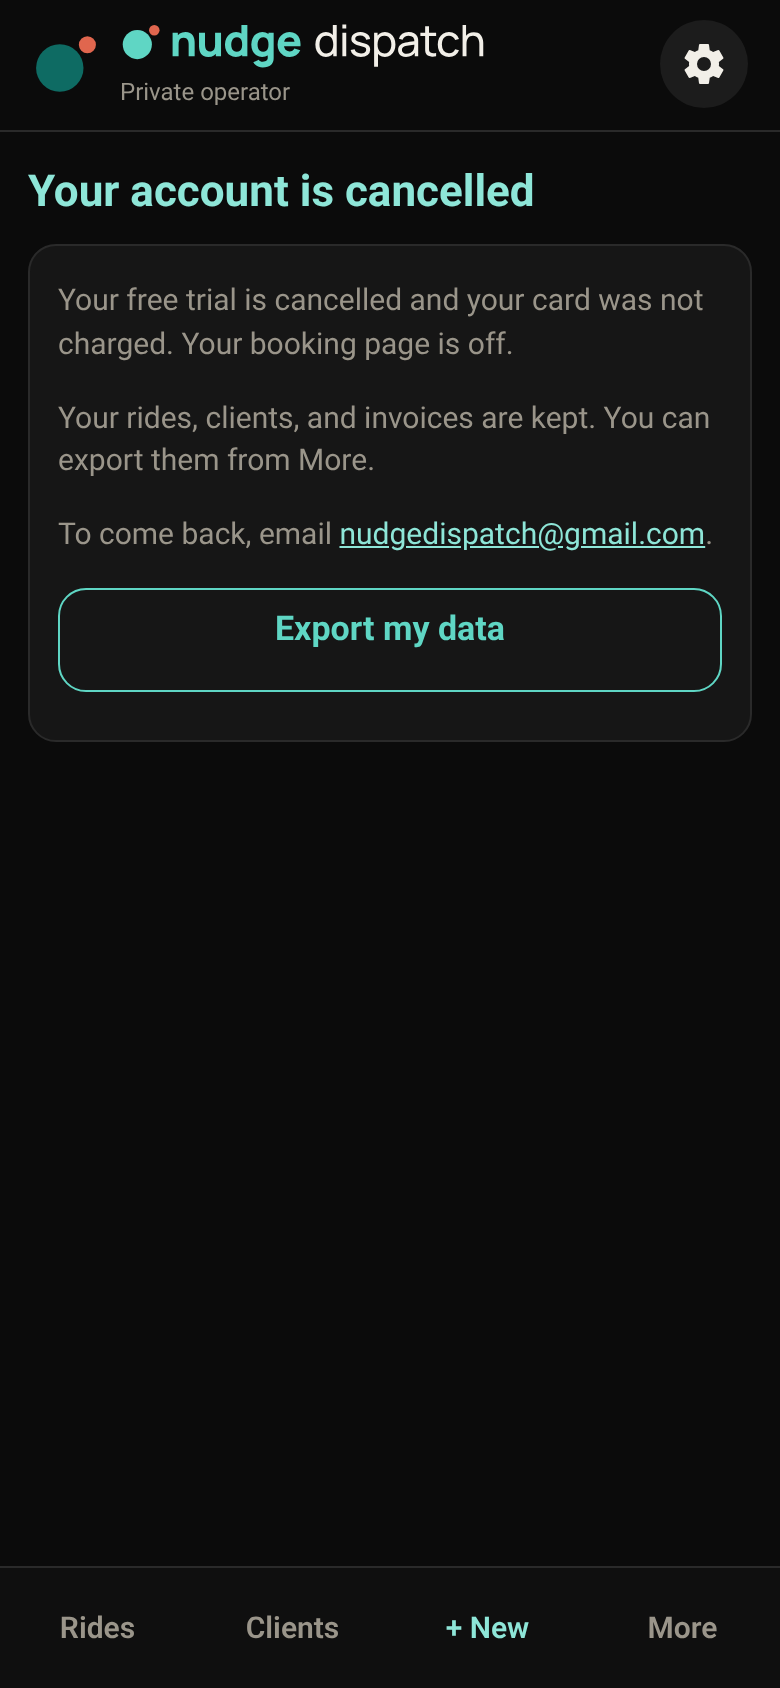 nudge dispatch
Private operator
Your account is cancelled
Your free trial is cancelled and your card was not
charged. Your booking page is off.
Your rides, clients, and invoices are kept. You can
export them from More.
To come back, email nudgedispatch@gmail.com.
Export my data
Rides
Clients
+ New
More